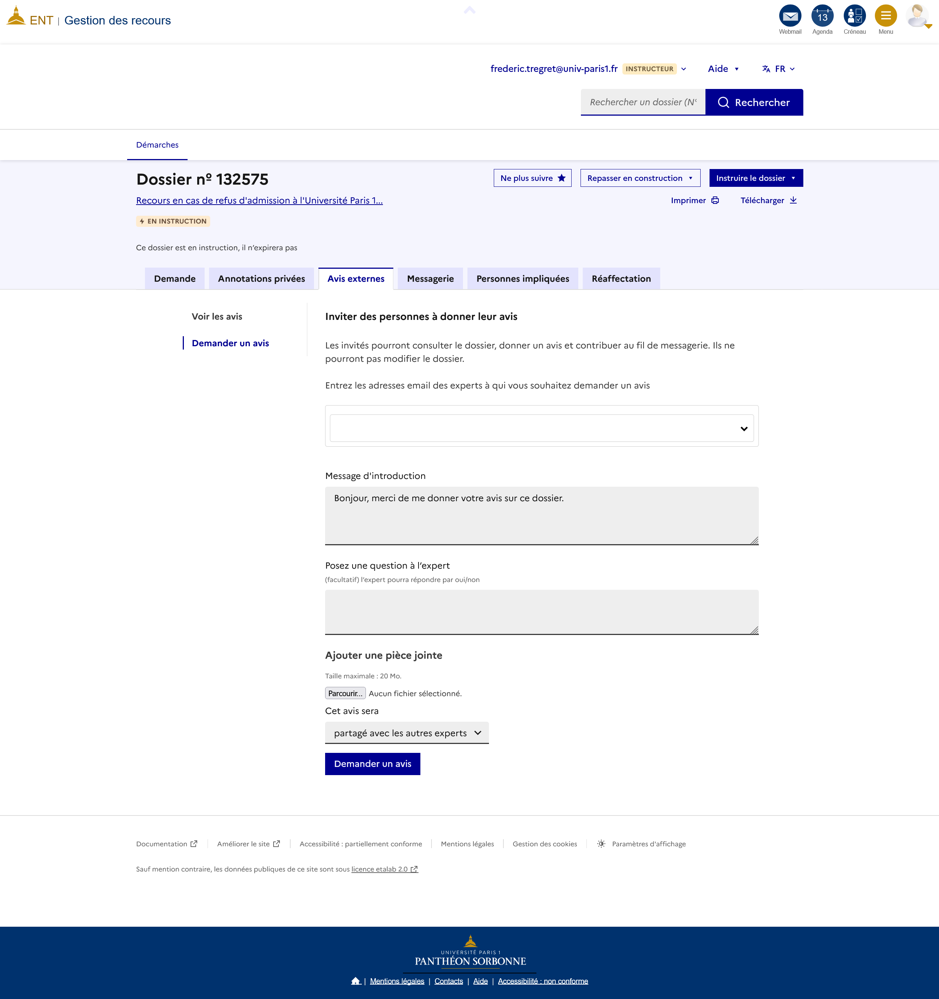 ENT | Gestion des recours
13
Webmail
Agenda
Créneau
Menu
frederic.tregret@univ-paris1.fr INSTRUCTEUR
Aide
FR
Rechercher un dossier (N°
Rechercher
Démarches
Dossier nº 132575
Ne plus suivre
Repasser en construction
Instruire le dossier
Recours en cas de refus d'admission à l'Université Paris 1...
Imprimer
Télécharger
EN INSTRUCTION
Ce dossier est en instruction, il n’expirera pas
Demande
Annotations privées
Avis externes
Messagerie
Personnes impliquées
Réaffectation
Voir les avis
Demander un avis
Inviter des personnes à donner leur avis
Les invités pourront consulter le dossier, donner un avis et contribuer au fil de messagerie. Ils ne
pourront pas modifier le dossier.
Entrez les adresses email des experts à qui vous souhaitez demander un avis
Message d'introduction
Bonjour, merci de me donner votre avis sur ce dossier.
Posez une question à l’expert
(facultatif) l’expert pourra répondre par oui/non
Ajouter une pièce jointe
Taille maximale : 20 Mo.
Parcourir... Aucun fichier sélectionné.
Cet avis sera
partagé avec les autres experts
Demander un avis
Documentation
Améliorer le site
Accessibilité : partiellement conforme
Mentions légales
Gestion des cookies
Paramètres d'affichage
Sauf mention contraire, les données publiques de ce site sont sous licence etalab 2.0
UNIVERSITÉ PARIS 1
PANTHÉON SORBONNE
| Mentions légales | Contacts | Aide | Accessibilité : non conforme